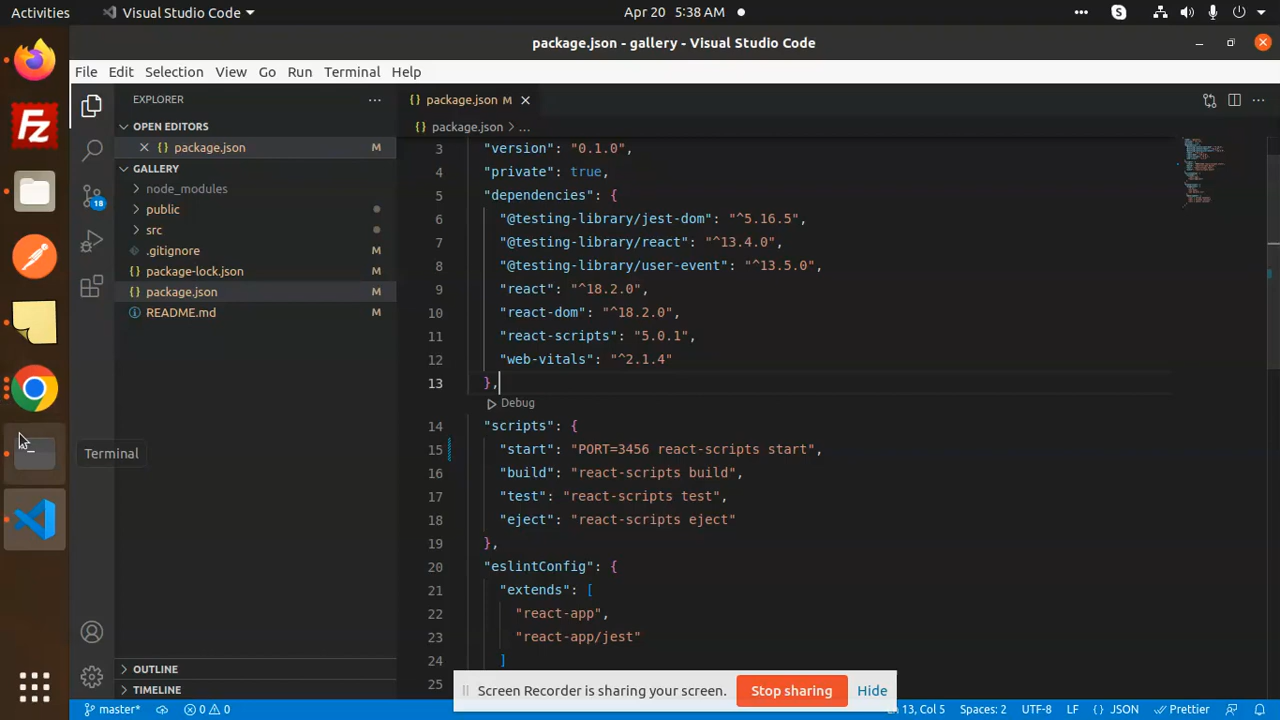 Activities
Visual Studio Code
Apr 20 5:38 AM
package.json - gallery - Visual Studio Code
File Edit Selection View Go Run Terminal Help
EXPLORER
OPEN EDITORS
package.json M
GALLERY
node_modules
public
src
.gitignore M
package-lock.json M
package.json M
README.md M
18
Terminal
OUTLINE
TIMELINE
package.json M
package.json > ...
3 "version": "0.1.0",
4 "private": true,
5 "dependencies": {
6 "@testing-library/jest-dom": "^5.16.5",
7 "@testing-library/react": "^13.4.0",
8 "@testing-library/user-event": "^13.5.0",
9 "react": "^18.2.0",
10 "react-dom": "^18.2.0",
11 "react-scripts": "5.0.1",
12 "web-vitals": "^2.1.4"
13 },
Debug
14 "scripts": {
15 "start": "PORT=3456 react-scripts start",
16 "build": "react-scripts build",
17 "test": "react-scripts test",
18 "eject": "react-scripts eject"
19 },
20 "eslintConfig": {
21 "extends": [
22 "react-app",
23 "react-app/jest"
24 ]
25
Screen Recorder is sharing your screen.
Stop sharing
Hide
master*
0 0
Ln 13, Col 5
Spaces: 2
UTF-8
LF
{ } JSON
Prettier